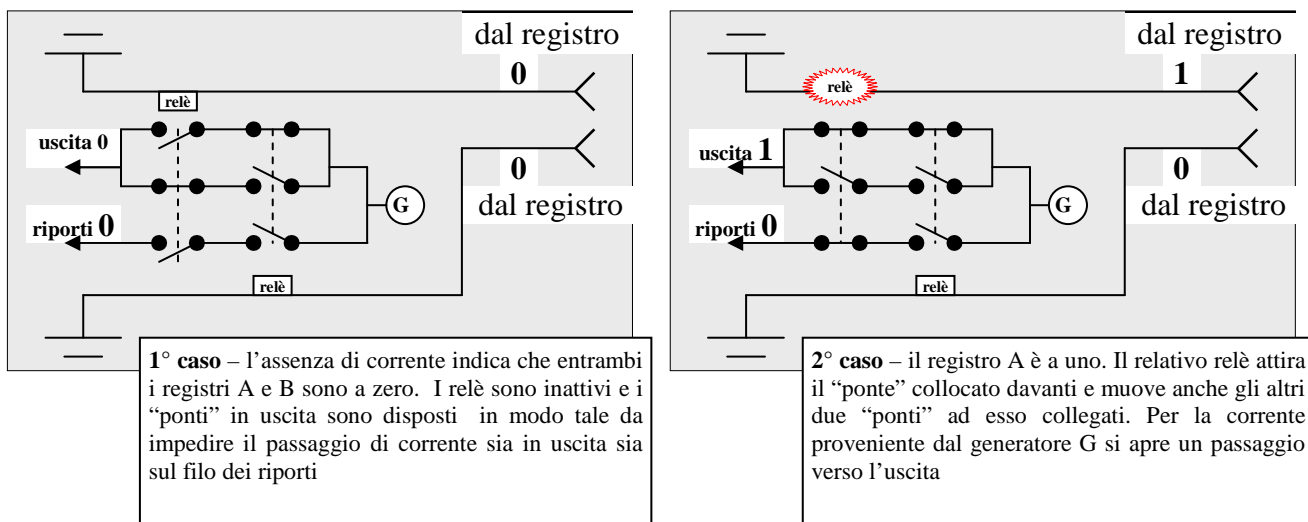 dal registro
0
relè
uscita 0
0
dal registro
G
riporti 0
relè
1° caso – l’assenza di corrente indica che entrambi
i registri A e B sono a zero. I relè sono inattivi e i
“ponti” in uscita sono disposti in modo tale da
impedire il passaggio di corrente sia in uscita sia
sul filo dei riporti
dal registro
1
relè
uscita 1
0
dal registro
G
riporti 0
relè
2° caso – il registro A è a uno. Il relativo relè attira
il “ponte” collocato davanti e muove anche gli altri
due “ponti” ad esso collegati. Per la corrente
proveniente dal generatore G si apre un passaggio
verso l’uscita